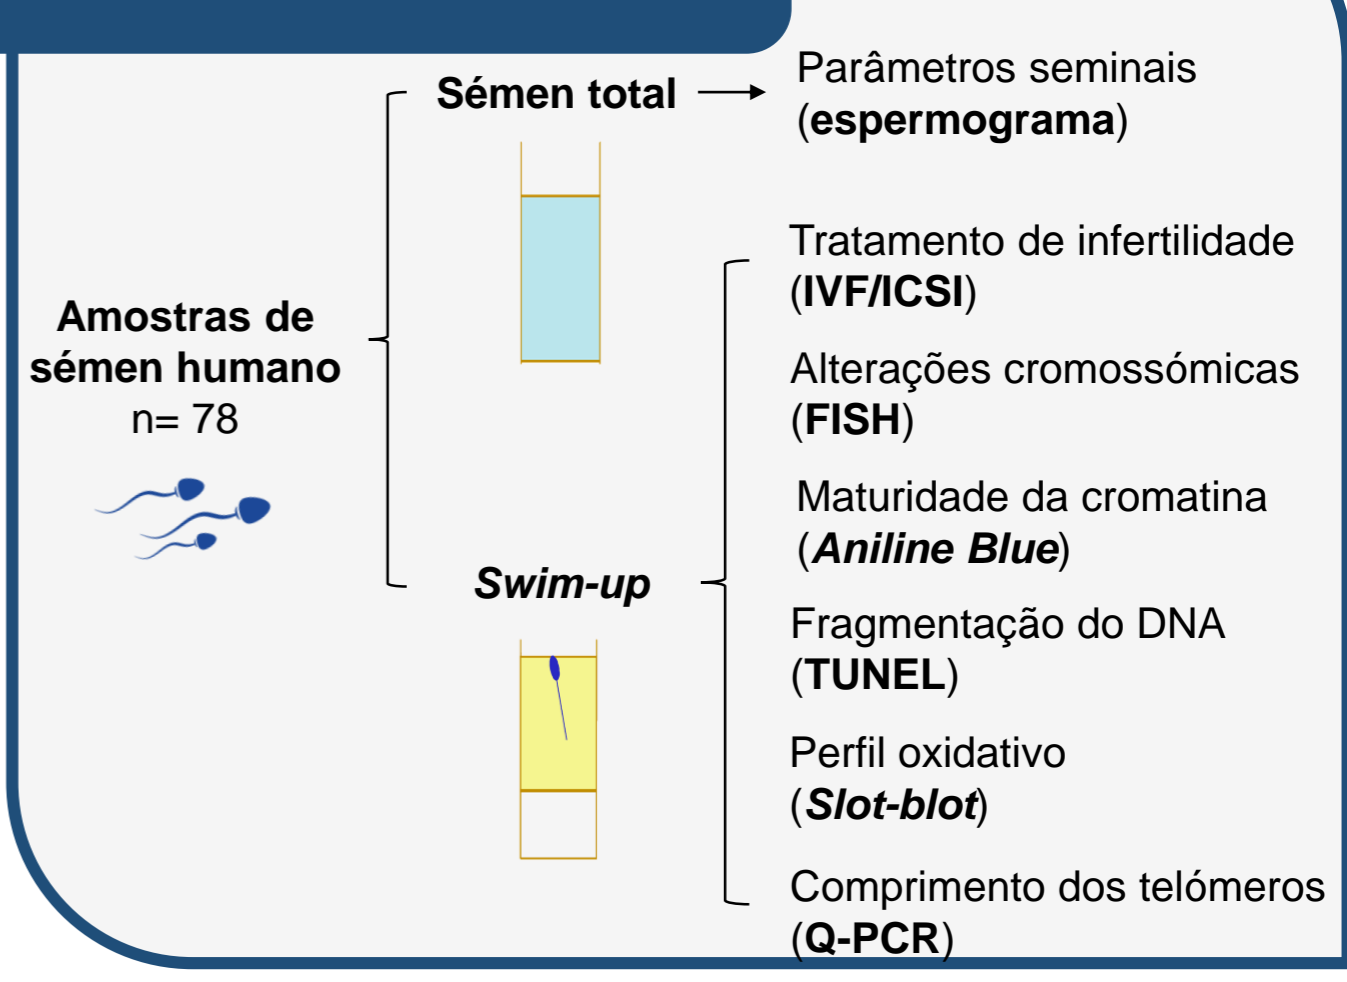 Amostras de
sémen humano
n= 78
Sémen total
Parâmetros seminais
(espermograma)
Swim-up
Tratamento de infertilidade
(IVF/ICSI)
Alterações cromossómicas
(FISH)
Maturidade da cromatina
(Aniline Blue)
Fragmentação do DNA
(TUNEL)
Perfil oxidativo
(Slot-blot)
Comprimento dos telómeros
(Q-PCR)